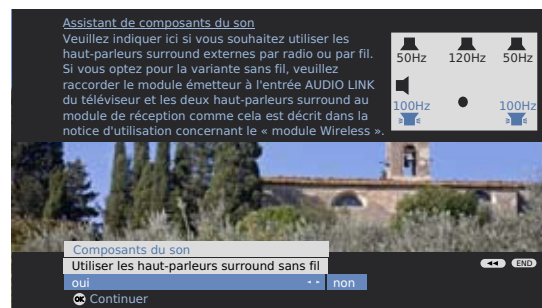 Assistant de composants du son
Veuillez indiquer ici si vous souhaitez utiliser les
haut-parleurs surround externes par radio ou par fil.
Si vous optez pour la variante sans fil, veuillez
raccorder le module émetteur à l'entrée AUDIO LINK
du téléviseur et les deux haut-parleurs surround au
module de réception comme cela est décrit dans la
notice d'utilisation concernant le « module Wireless ».
50Hz 120Hz 50Hz
100Hz 100Hz
Composants du son
Utiliser les haut-parleurs surround sans fil
oui non
OK Continuer
END